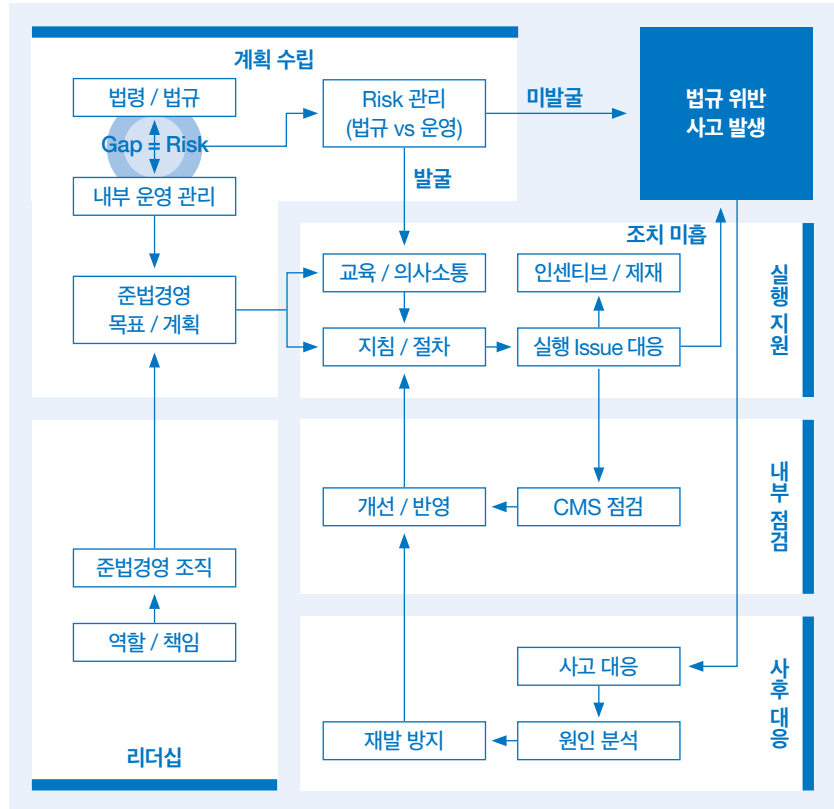 계획 수립
법령 / 법규
Gap = Risk
내부 운영 관리
준법경영
목표 / 계획
Risk 관리
(법규 vs 운영)
미발굴
발굴
법규 위반
사고 발생
조치 미흡
교육 / 의사소통
인센티브 / 제재
지침 / 절차
실행 Issue 대응
실행 지원
개선 / 반영
CMS 점검
내부 점검
준법경영 조직
역할 / 책임
리더십
사고 대응
재발 방지
원인 분석
사후 대응